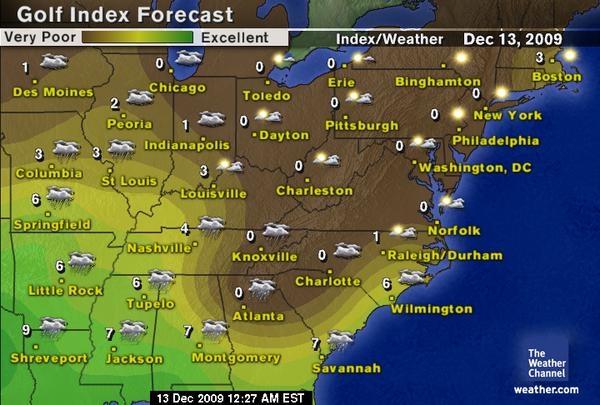 Golf Index Forecast
Very Poor Excellent Index/Weather Dec 13, 2009
1 Des Moines
0 Chicago
0 Toledo
0 Erie
Binghamton
3 Boston
2 Peoria
1 Indianapolis
0 Dayton
0 Pittsburgh
0 New York
0 Philadelphia
3 Columbia
3 St Louis
3 Louisville
0 Charleston
0 Washington, DC
6 Springfield
4 Nashville
0 Knoxville
0 Charlotte
1 Raleigh/Durham
0 Norfolk
6 Little Rock
6 Tupelo
0 Atlanta
6 Wilmington
9 Shreveport
7 Jackson
7 Montgomery
7 Savannah
The
Weather
Channel
weather.com
13 Dec 2009 12:27 AM EST